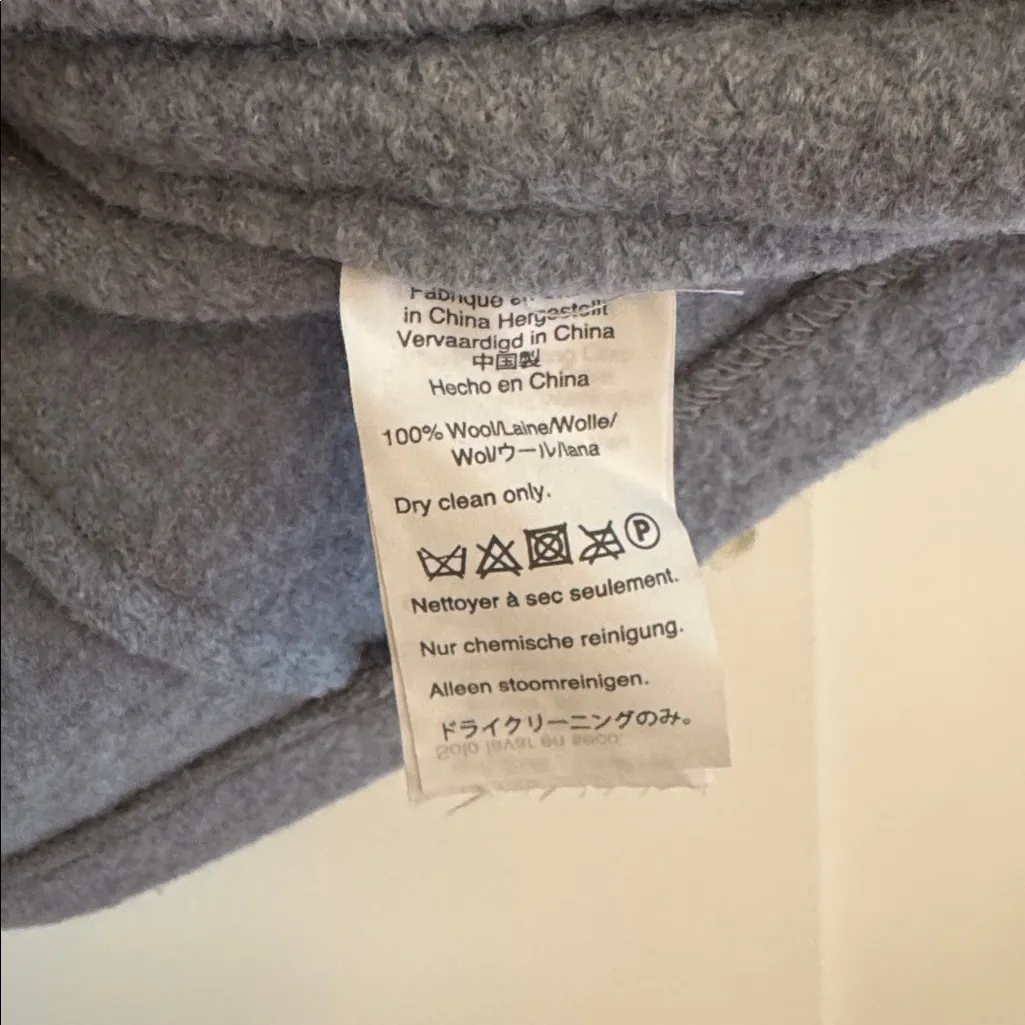 Fabriqué en
in China Hergestellt
Vervaardigd in China
中国製
Hecho en China
100% Wool/Laine/Wolle/
Wol/ウール/lana
Dry clean only.
P
Nettoyer à sec seulement.
Nur chemische reinigung.
Alleen stoomreinigen.
ドライクリーニングのみ。